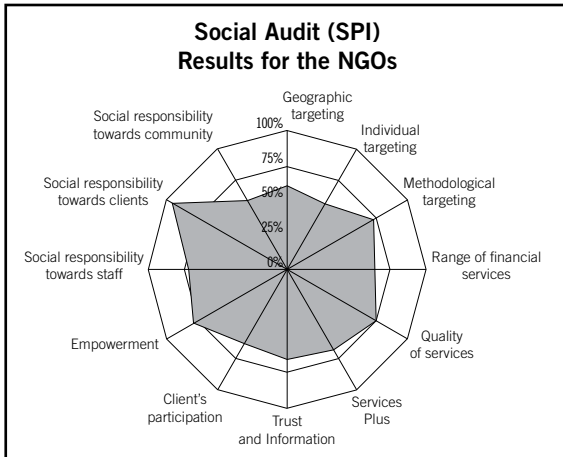 Social Audit (SPI)
Results for the NGOs
Geographic
targeting
Individual
targeting
Methodological
targeting
Range of financial
services
Quality
of services
Services
Plus
Trust
and Information
Client's
participation
Empowerment
Social responsibility
towards staff
Social responsibility
towards clients
Social responsibility
towards community
100%
75%
50%
25%
0%